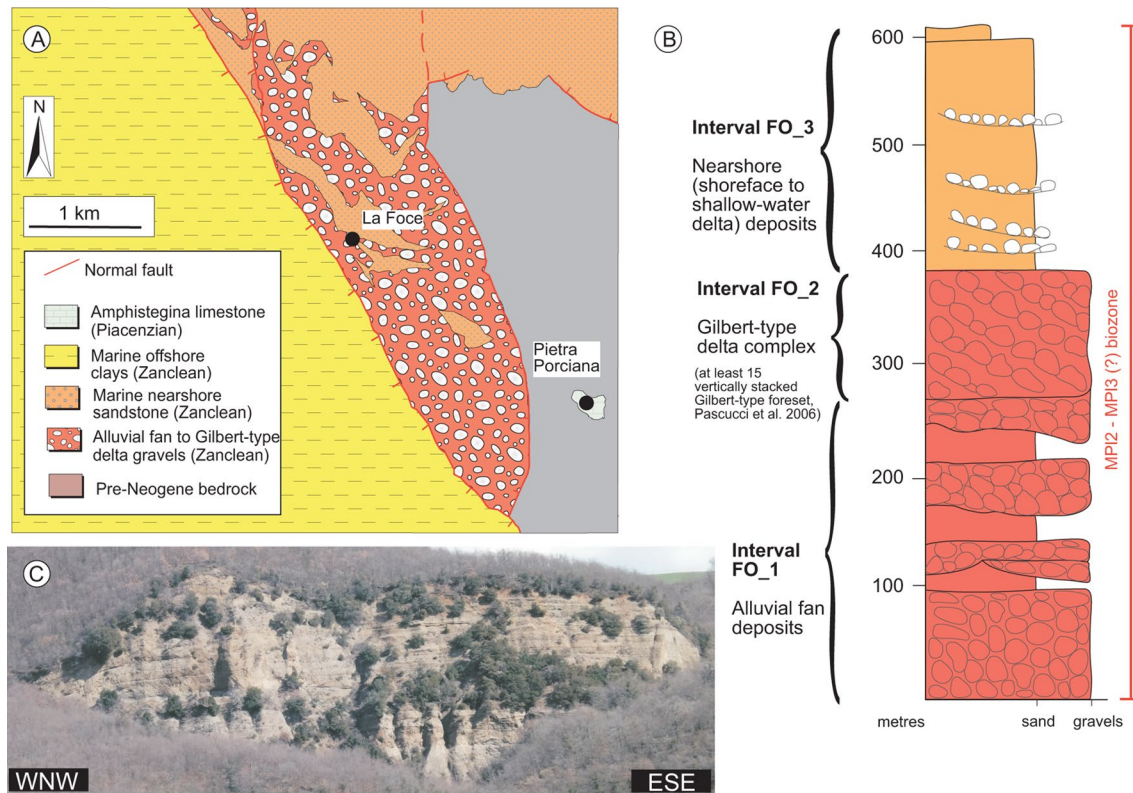 A
N
1 km
La Foce
Pietra
Porciana
Normal fault
Amphistegina limestone
(Piacenzian)
Marine offshore
clays (Zanclean)
Marine nearshore
sandstone (Zanclean)
Alluvial fan to Gilbert-type
delta gravels (Zanclean)
Pre-Neogene bedrock
B
Interval FO_3
Nearshore
(shoreface to
shallow-water
delta) deposits
Interval FO_2
Gilbert-type
delta complex
(at least 15
vertically stacked
Gilbert-type foreset,
Pascucci et al. 2006)
Interval
FO_1
Alluvial fan
deposits
600
500
400
300
200
100
metres
sand
gravels
MPI2 - MPI3 (?) biozone
C
WNW
ESE